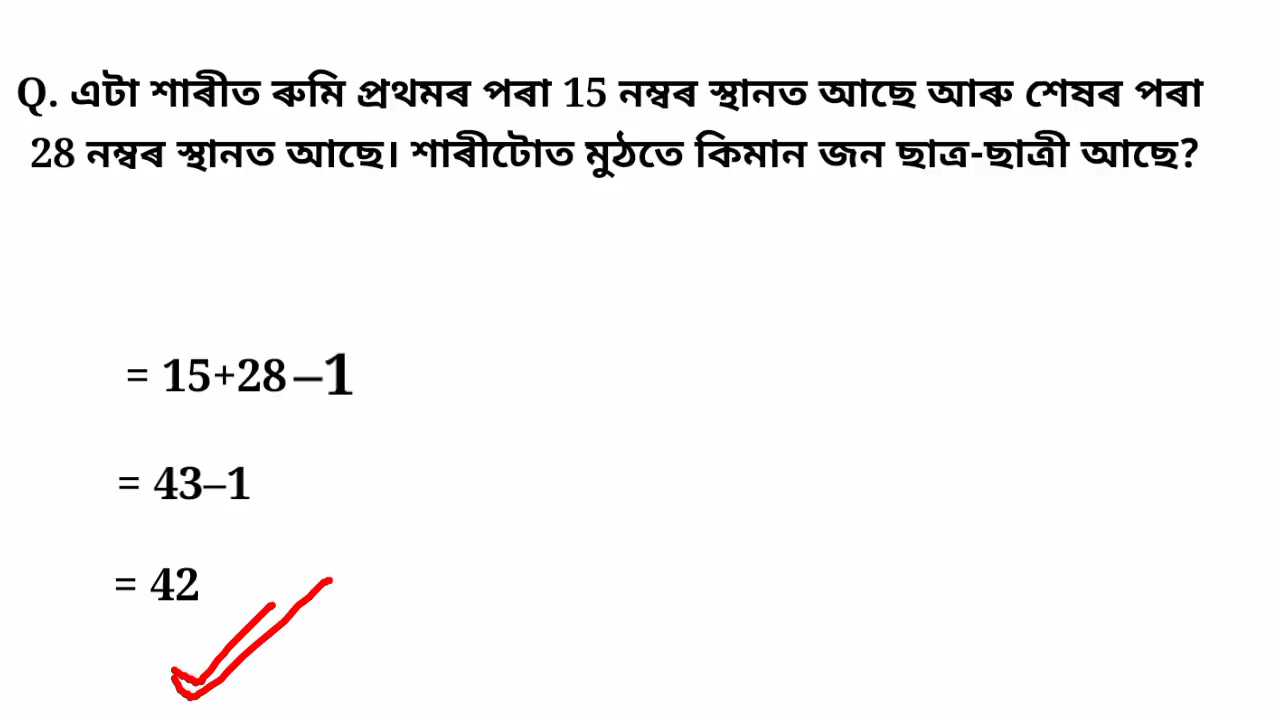 Q. এটা শাৰীত ৰুমি প্ৰথমৰ পৰা 15 নম্বৰ স্থানত আছে আৰু শেষৰ পৰা
28 নম্বৰ স্থানত আছে। শাৰীটোত মুঠতে কিমান জন ছাত্ৰ-ছাত্ৰী আছে?
= 15+28–1
= 43–1
= 42